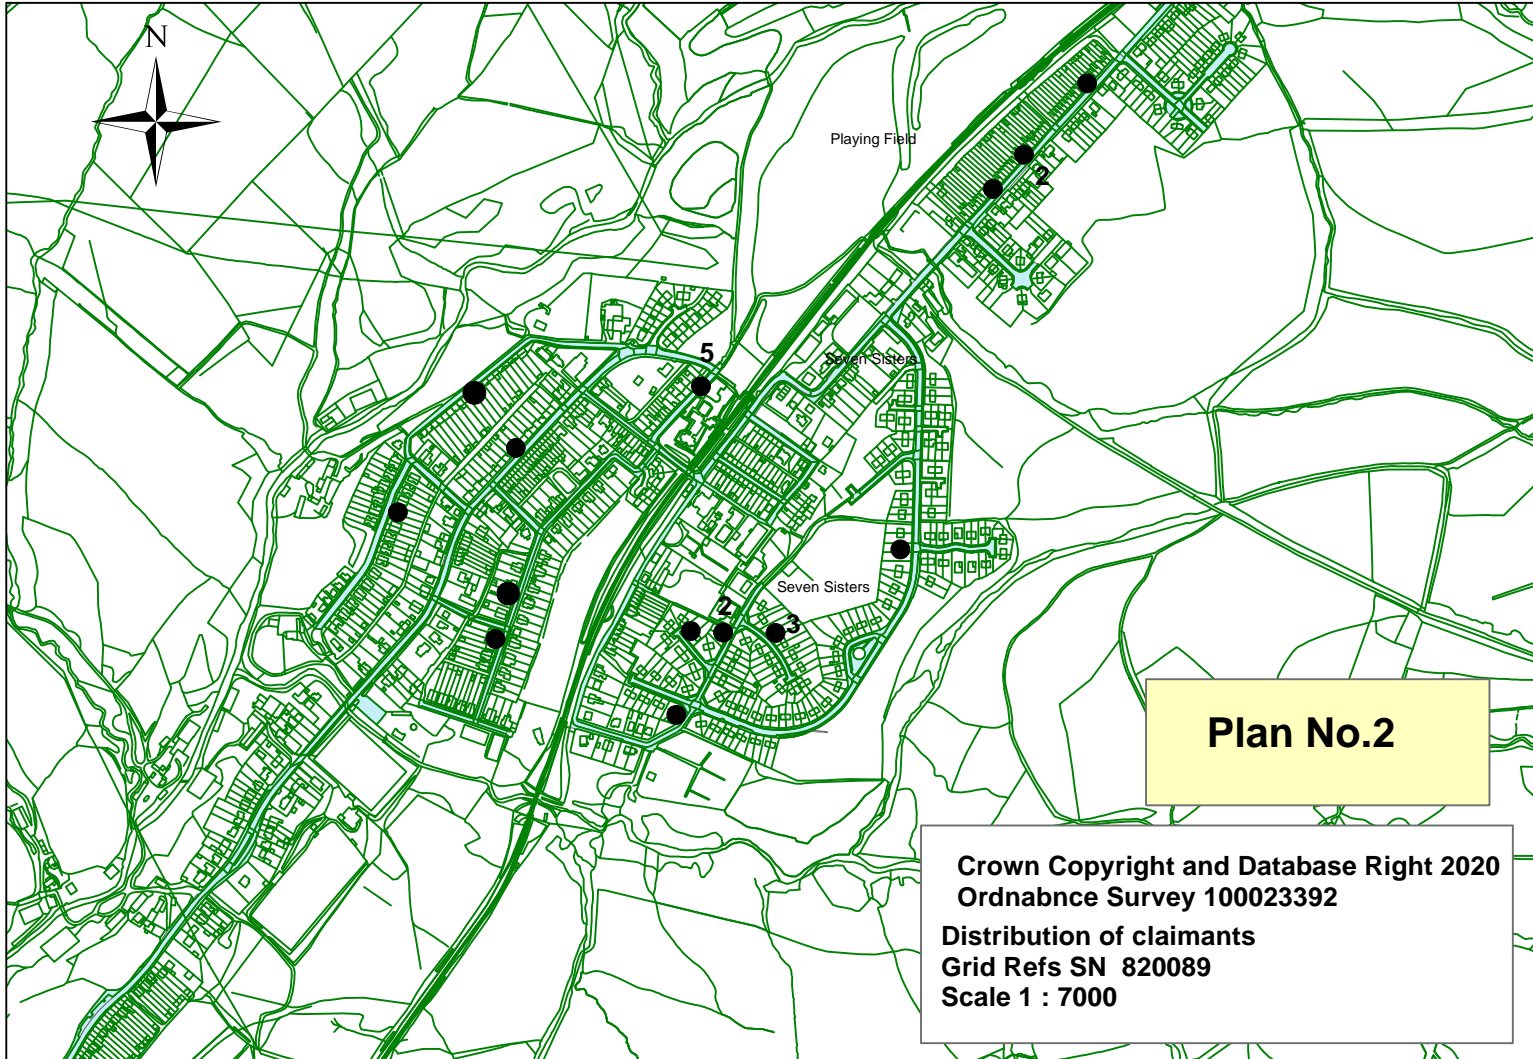 N
Playing Field
2
5
Seven Sisters
Seven Sisters
2
3
Plan No.2
Crown Copyright and Database Right 2020
Ordnabnce Survey 100023392
Distribution of claimants
Grid Refs SN 820089
Scale 1 : 7000